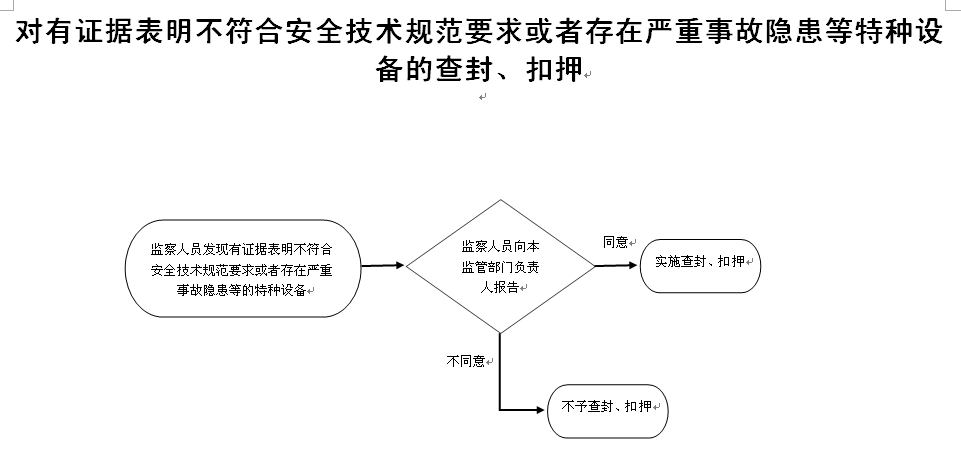 对有证据表明不符合安全技术规范要求或者存在严重事故隐患等特种设
备的查封、扣押
监察人员发现有证据表明不符合
安全技术规范要求或者存在严重
事故隐患等的特种设备
监察人员向本
监管部门负责
人报告
同意
实施查封、扣押
不同意
不予查封、扣押